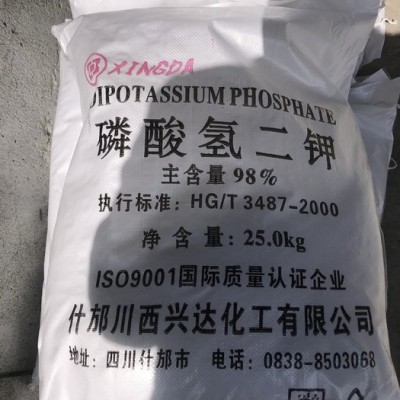 XINGDA
DIPOTASSIUM PHOSPHATE
磷酸氢二钾
主含量 98%
执行标准: HG/T 3487-2000
净含量: 25.0kg
ISO9001国际质量认证企业
什邡川西兴达化工有限公司
地址: 四川什邡市 电话: 0838-8503068